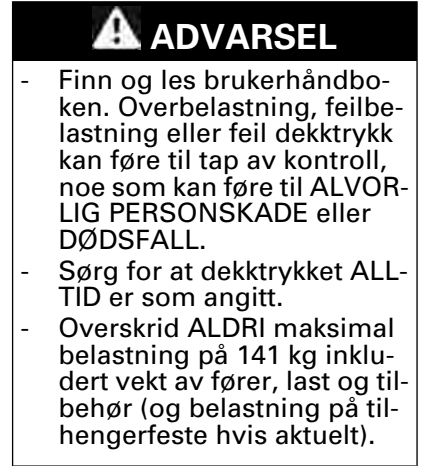 ADVARSEL
- Finn og les brukerhåndbo-
ken. Overbelastning, feilbe-
lastning eller feil dekktrykk
kan føre til tap av kontroll,
noe som kan føre til ALVOR-
LIG PERSONSKADE eller
DØDSFALL.
- Sørg for at dekktrykket ALL-
TID er som angitt.
- Overskrid ALDRI maksimal
belastning på 141 kg inklu-
dert vekt av fører, last og til-
behør (og belastning på til-
hengerfeste hvis aktuelt).